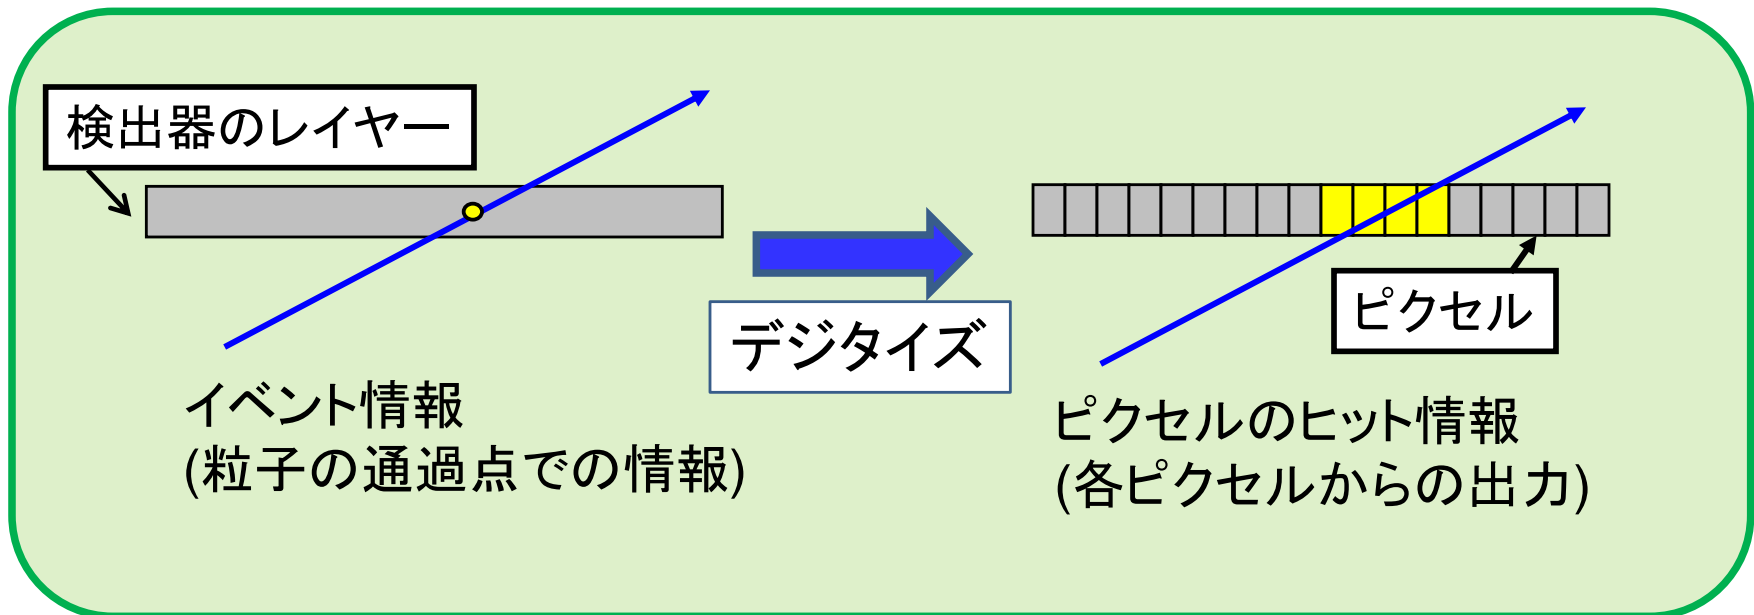 検出器のレイヤー
デジタイズ
ピクセル
イベント情報
(粒子の通過点での情報)
ピクセルのヒット情報
(各ピクセルからの出力)